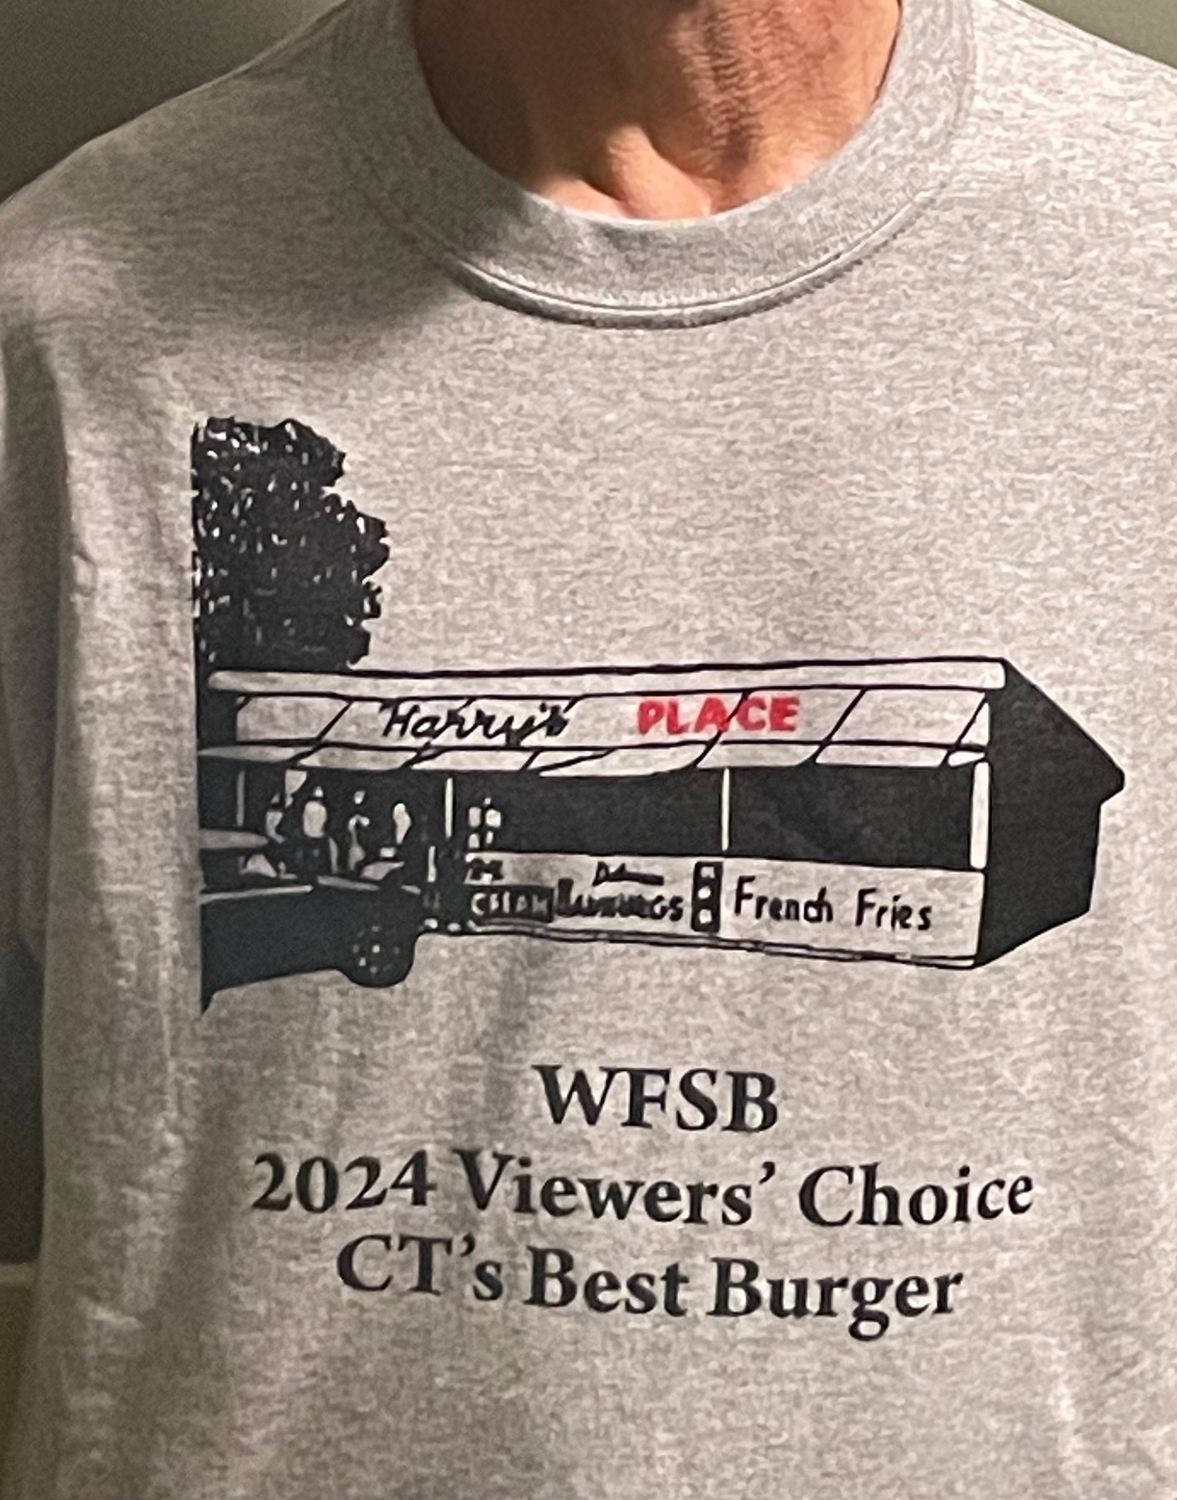 Harry's PLACE
French Fries
WFSB
2024 Viewers' Choice
CT's Best Burger